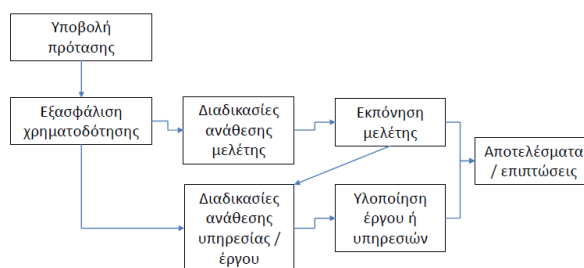 Υποβολή
πρότασης
Εξασφάλιση
χρηματοδότησης
Διαδικασίες
ανάθεσης
μελέτης
Εκπόνηση
μελέτης
Αποτελέσματα
/ επιπτώσεις
Διαδικασίες
ανάθεσης
υπηρεσίας /
έργου
Υλοποίηση
έργου ή
υπηρεσιών